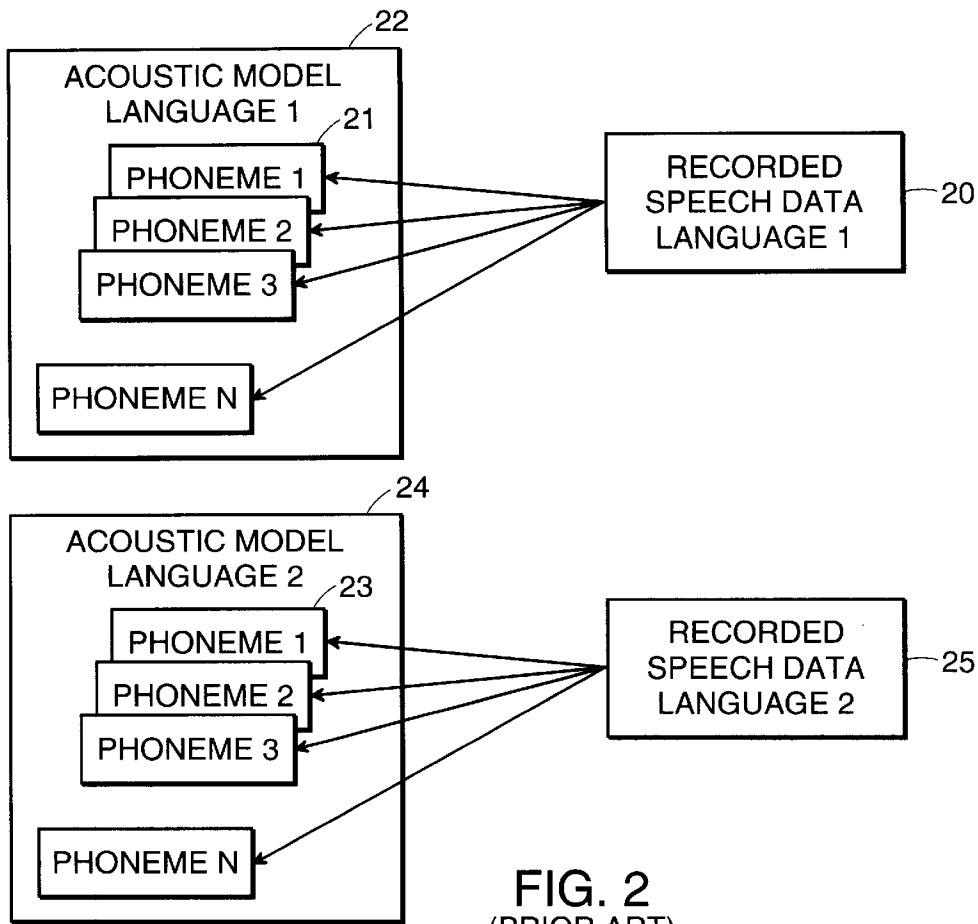 22
ACOUSTIC MODEL
LANGUAGE 1
21
PHONEME 1
PHONEME 2
PHONEME 3
PHONEME N
RECORDED
SPEECH DATA
LANGUAGE 1
20
24
ACOUSTIC MODEL
LANGUAGE 2
23
PHONEME 1
PHONEME 2
PHONEME 3
PHONEME N
RECORDED
SPEECH DATA
LANGUAGE 2
25
FIG. 2
(PRIOR ART)